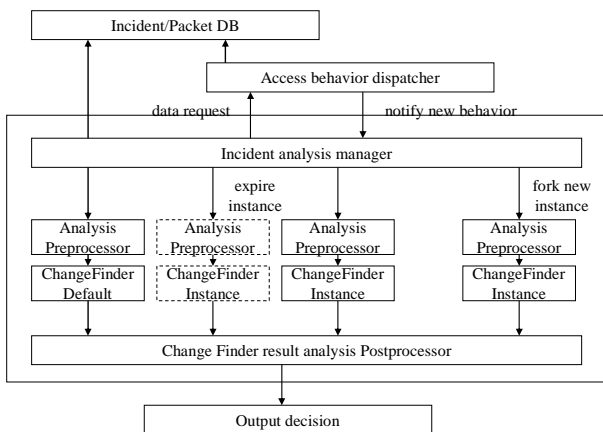 Incident/Packet DB
Access behavior dispatcher
data request
notify new behavior
Incident analysis manager
expire
instance
fork new
instance
Analysis
Preprocessor
Analysis
Preprocessor
Analysis
Preprocessor
Analysis
Preprocessor
ChangeFinder
Default
ChangeFinder
Instance
ChangeFinder
Instance
ChangeFinder
Instance
Change Finder result analysis Postprocessor
Output decision